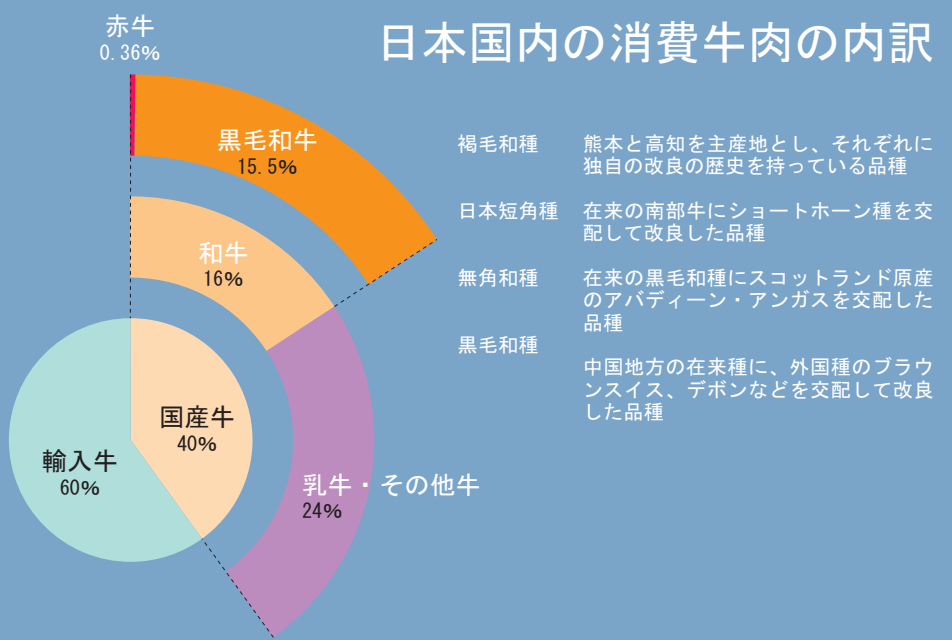 日本国内の消費牛肉の内訳
赤牛
0.36%
黒毛和牛
15.5%
和牛
16%
国産牛
40%
輸入牛
60%
乳牛・その他牛
24%
褐毛和種
熊本と高知を主産地とし、それぞれに
独自の改良の歴史を持っている品種
日本短角種
在来の南部牛にショートホーン種を交
配して改良した品種
無角和種
在来の黒毛和種にスコットランド原産
のアバディーン・アンガスを交配した
品種
黒毛和種
中国地方の在来種に、外国種のブラウ
ンスイス、デボンなどを交配して改良
した品種